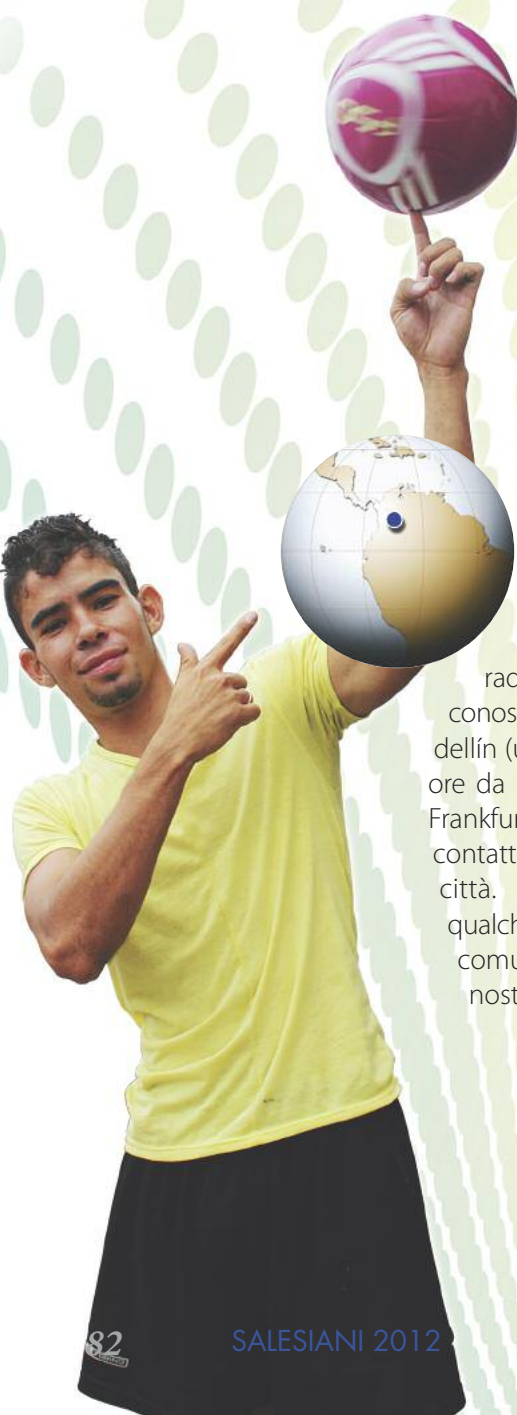 rac
conos
dellín (u
ore da
Frankfur
contatt
città.
qualch
comu
nost
82
SALESIANI 2012